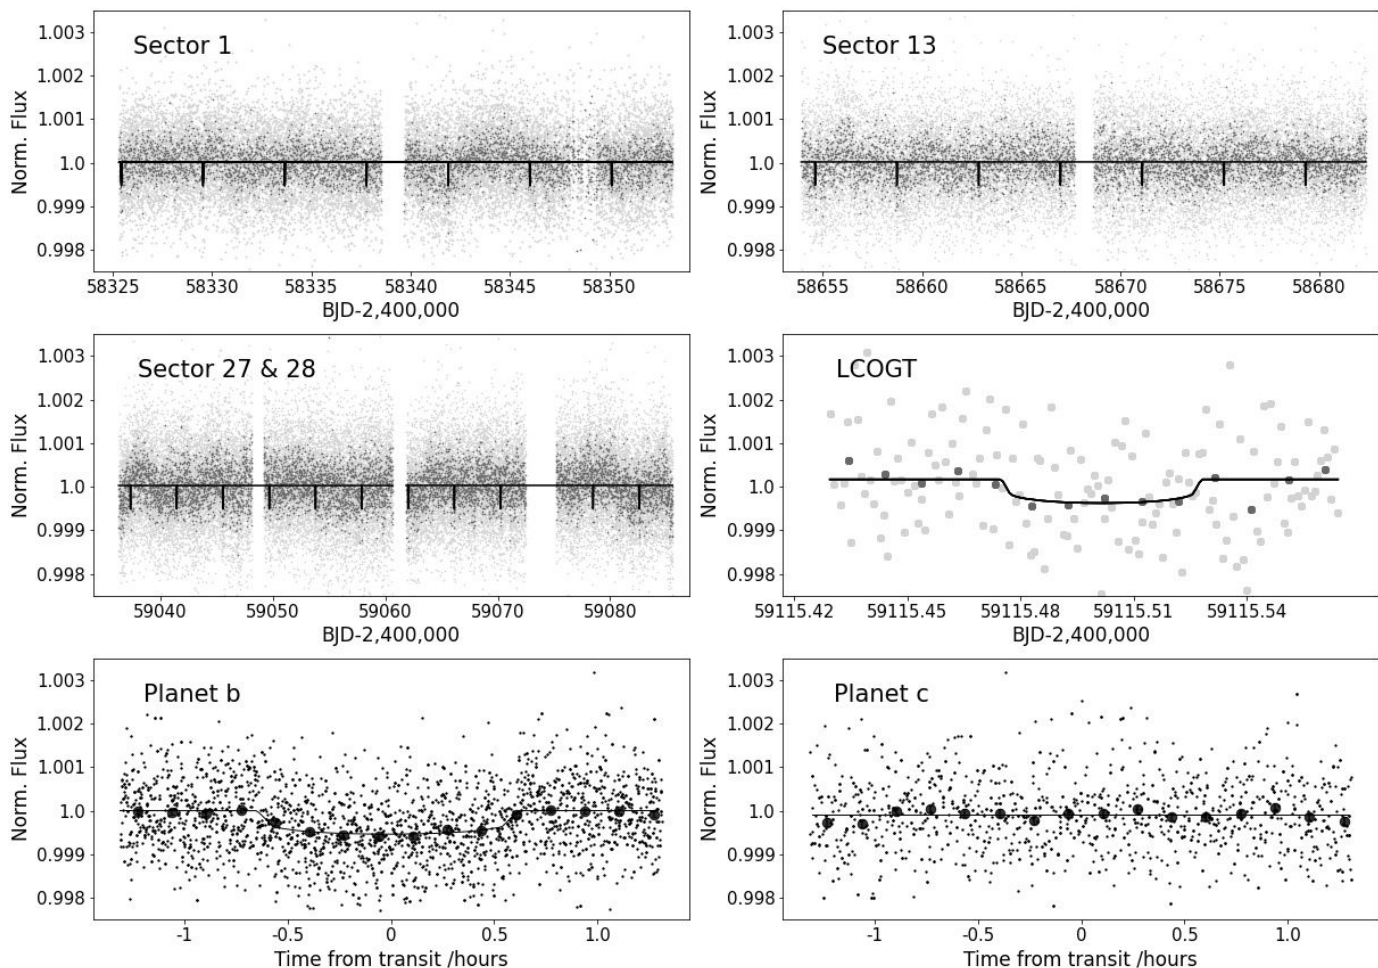 Sector 1
Norm. Flux
1.003
1.002
1.001
1.0
0.999
0.998
58325 58330 58335 58340 58345 58350
BJD-2,400,000
Sector 13
Norm. Flux
1.003
1.002
1.001
1.0
0.999
0.998
58655 58660 58665 58670 58675 58680
BJD-2,400,000
Sector 27 & 28
Norm. Flux
1.003
1.002
1.001
1.0
0.999
0.998
59040 59050 59060 59070 59080
BJD-2,400,000
LCOGT
Norm. Flux
1.003
1.002
1.001
1.0
0.999
0.998
59115.42 59115.45 59115.48 59115.51 59115.54
BJD-2,400,000
Planet b
Norm. Flux
1.003
1.002
1.001
1.0
0.999
0.998
-1 -0.5 0 0.5 1.0
Time from transit /hours
Planet c
Norm. Flux
1.003
1.002
1.001
1.0
0.999
0.998
-1 -0.5 0 0.5 1.0
Time from transit /hours